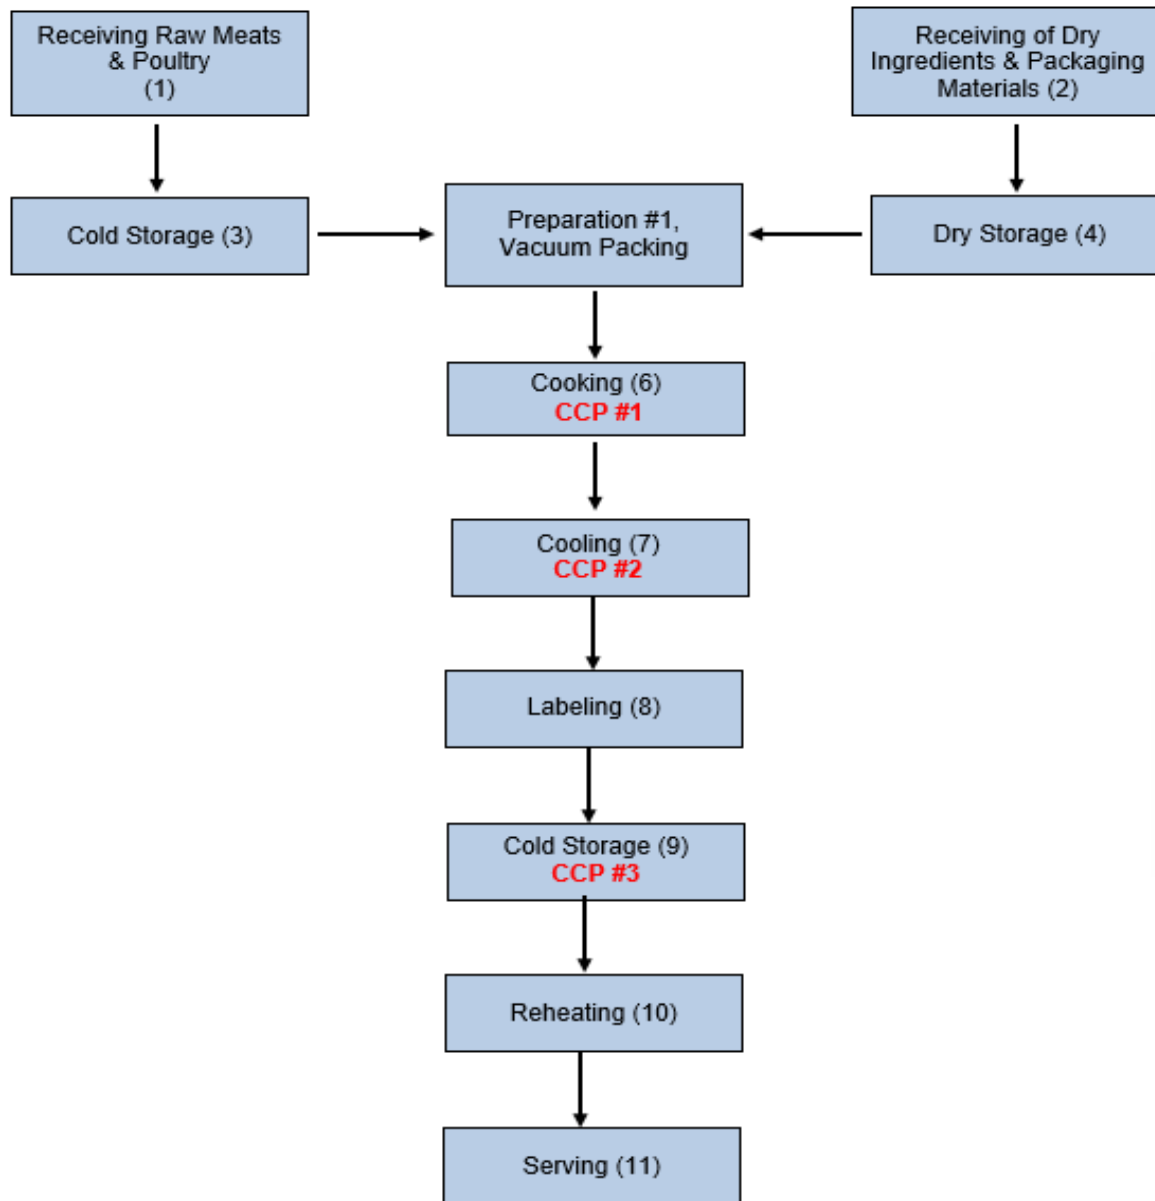 Receiving Raw Meats
& Poultry
(1)
Receiving of Dry
Ingredients & Packaging
Materials (2)
Cold Storage (3)
Preparation #1,
Vacuum Packing
Dry Storage (4)
Cooking (6)
CCP #1
Cooling (7)
CCP #2
Labeling (8)
Cold Storage (9)
CCP #3
Reheating (10)
Serving (11)